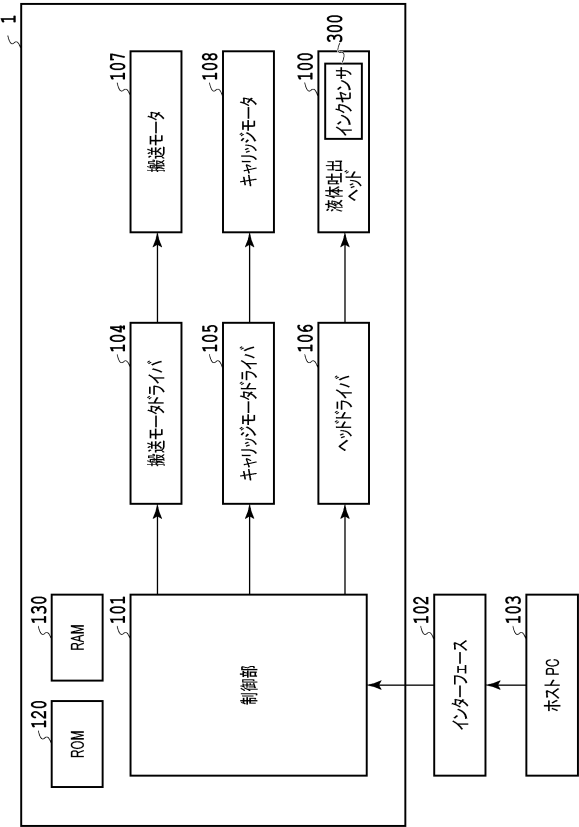 1
120
ROM
130
RAM
101
制御部
104
搬送モータドライバ
107
搬送モータ
105
キャリッジモータドライバ
108
キャリッジモータ
106
ヘッドドライバ
100
液体吐出
ヘッド
300
インクセンサ
102
インターフェース
103
ホストPC